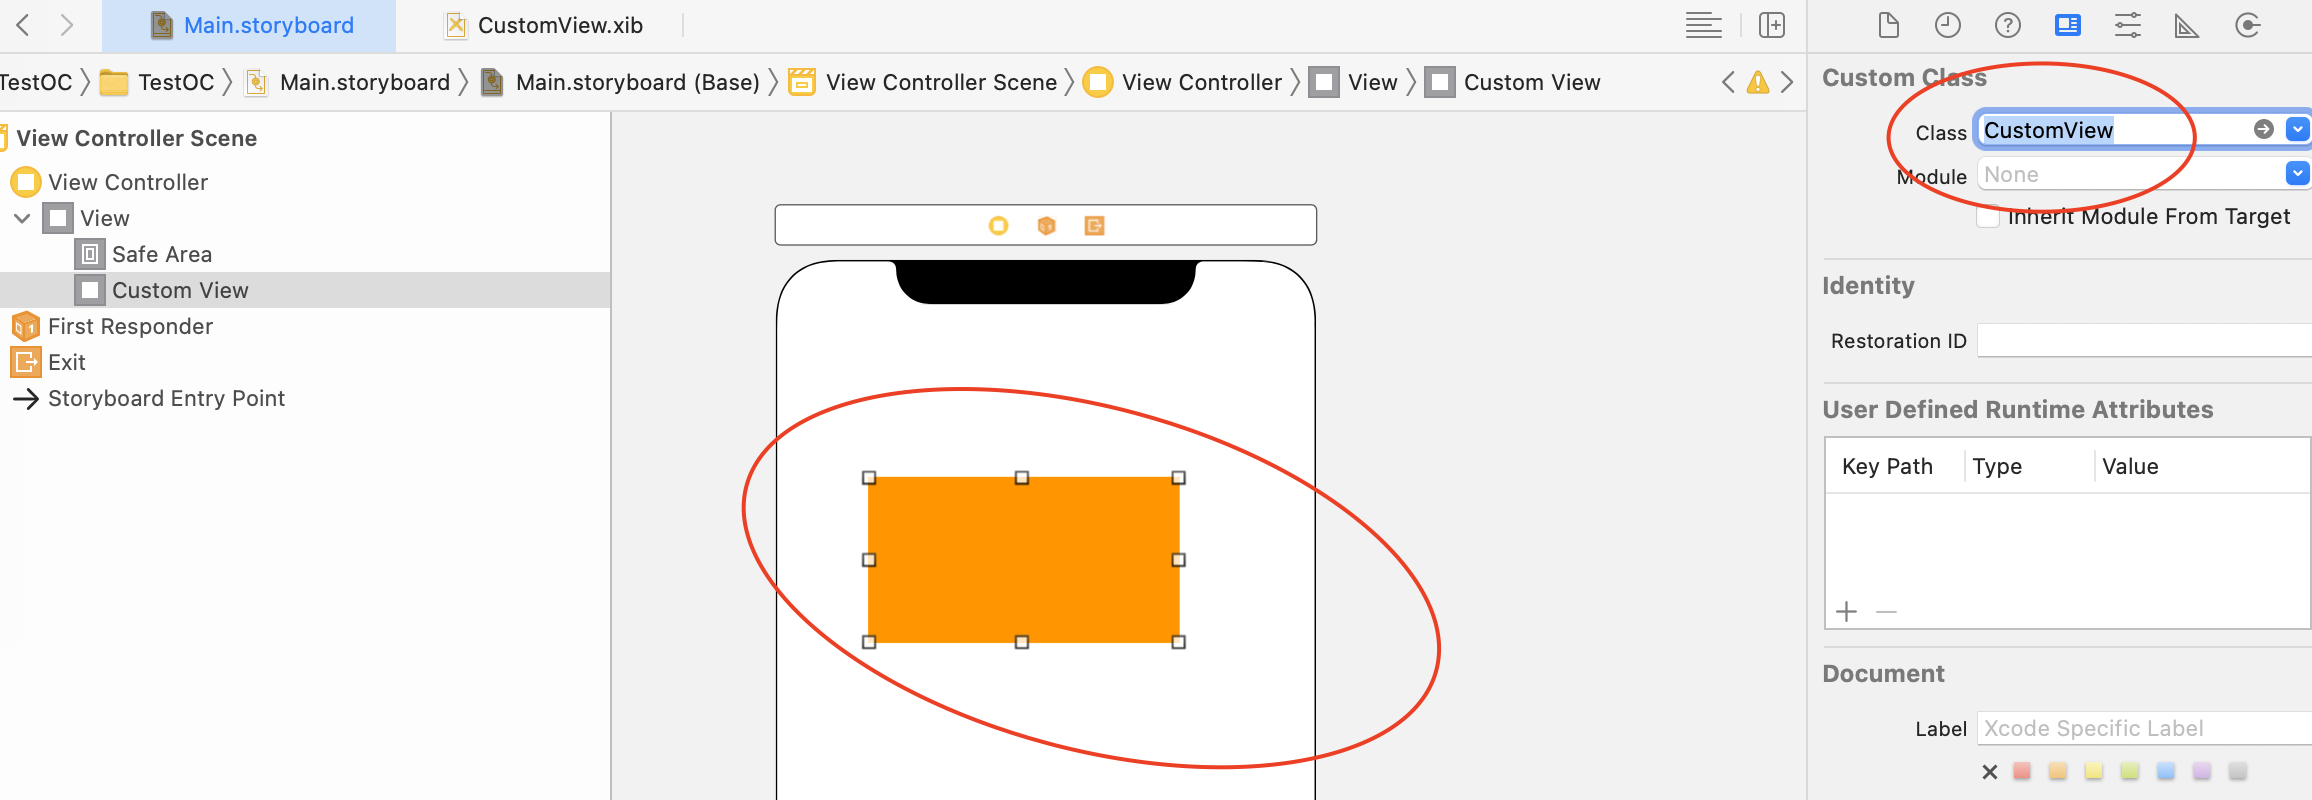 Main.storyboard
CustomView.xib
TestOC
TestOC
Main.storyboard
Main.storyboard (Base)
View Controller Scene
View Controller
View
Custom View
View Controller Scene
View Controller
View
Safe Area
Custom View
First Responder
Exit
Storyboard Entry Point
Custom Class
Class
CustomView
Module
None
Inherit Module From Target
Identity
Restoration ID
User Defined Runtime Attributes
Key Path
Type
Value
Document
Label
Xcode Specific Label